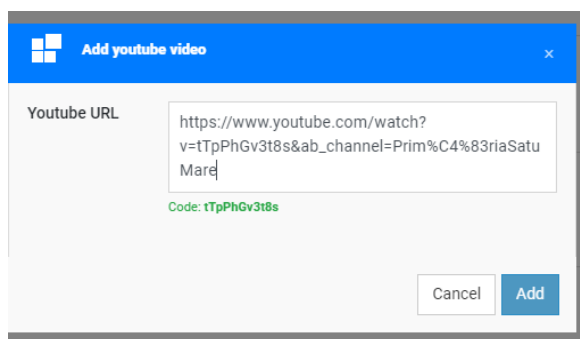 Add youtube video
×
Youtube URL
https://www.youtube.com/watch?
v=tTpPhGv3t8s&ab_channel=Prim%C4%83riaSatu
Mare
Code: tTpPhGv3t8s
Cancel
Add